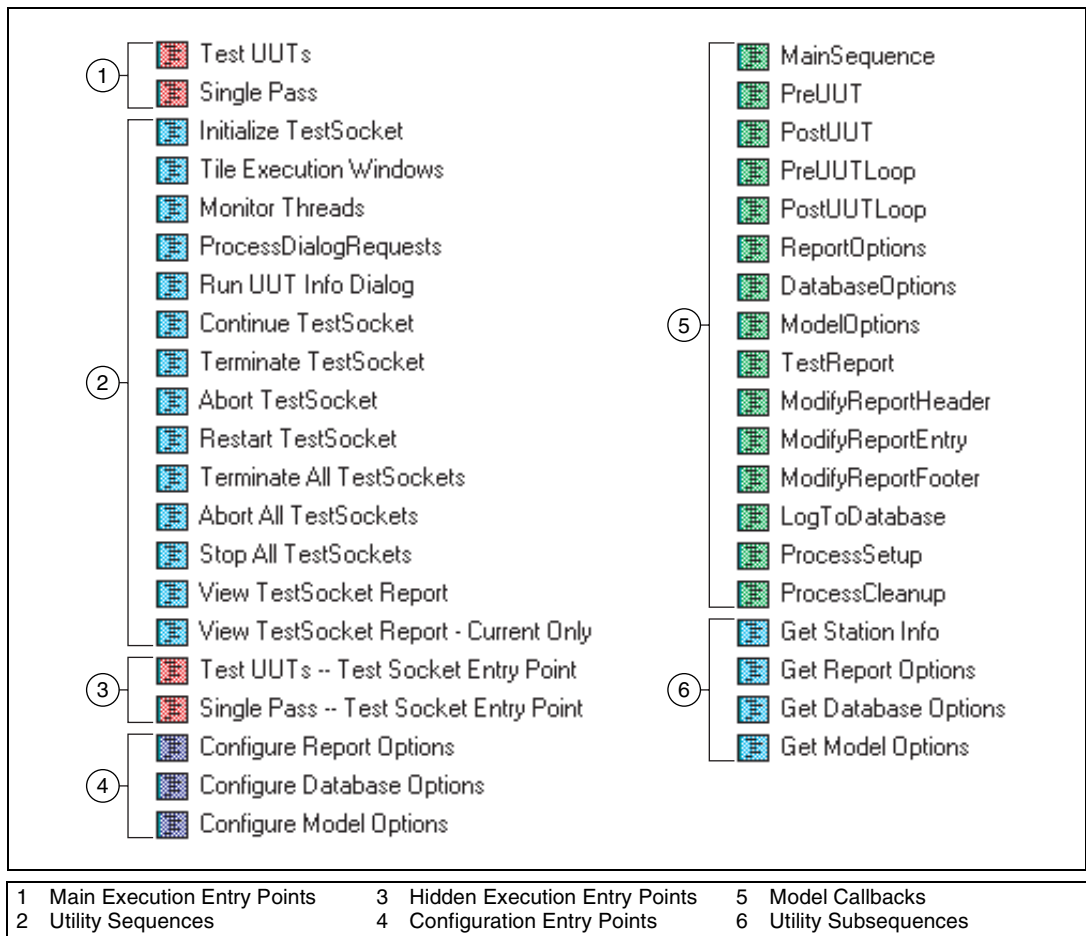 1
Test UUTs
Single Pass
2
Initialize TestSocket
Tile Execution Windows
Monitor Threads
ProcessDialogRequests
Run UUT Info Dialog
Continue TestSocket
Terminate TestSocket
Abort TestSocket
Restart TestSocket
Terminate All TestSockets
Abort All TestSockets
Stop All TestSockets
View TestSocket Report
View TestSocket Report - Current Only
3
Test UUTs -- Test Socket Entry Point
Single Pass -- Test Socket Entry Point
4
Configure Report Options
Configure Database Options
Configure Model Options
5
MainSequence
PreUUT
PostUUT
PreUUTLoop
PostUUTLoop
ReportOptions
DatabaseOptions
ModelOptions
TestReport
ModifyReportHeader
ModifyReportEntry
ModifyReportFooter
LogToDatabase
ProcessSetup
ProcessCleanup
6
Get Station Info
Get Report Options
Get Database Options
Get Model Options
1 Main Execution Entry Points
2 Utility Sequences
3 Hidden Execution Entry Points
4 Configuration Entry Points
5 Model Callbacks
6 Utility Subsequences